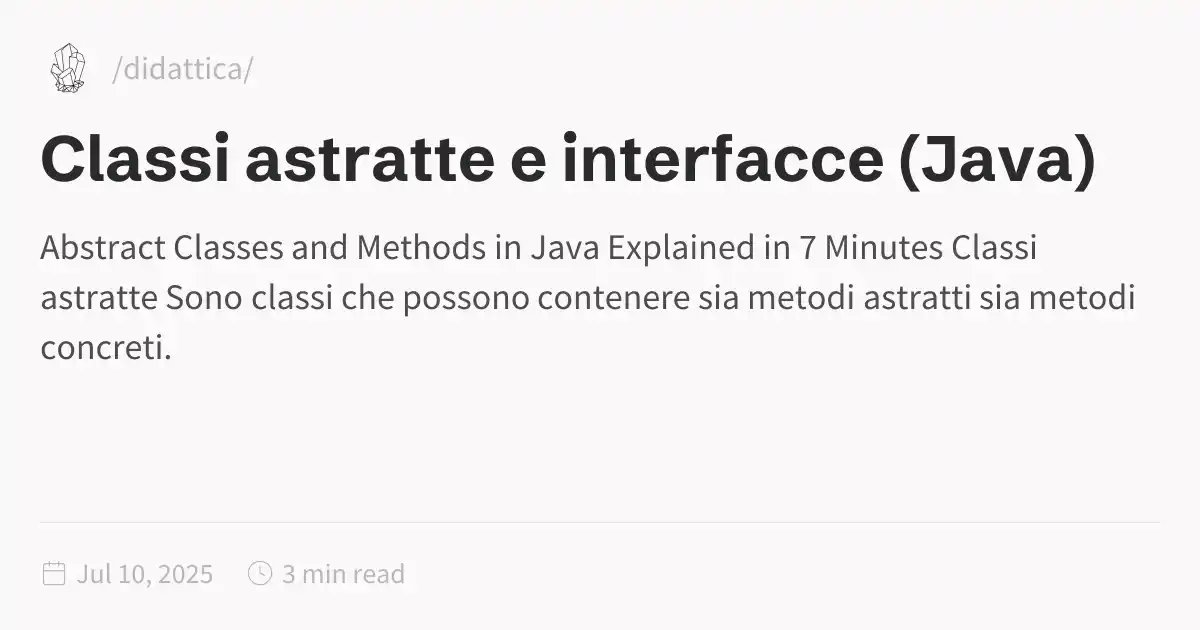 /didattica/
Classi astratte e interfacce (Java)
Abstract Classes and Methods in Java Explained in 7 Minutes Classi
astratte Sono classi che possono contenere sia metodi astratti sia metodi
concreti.
Jul 10, 2025 3 min read